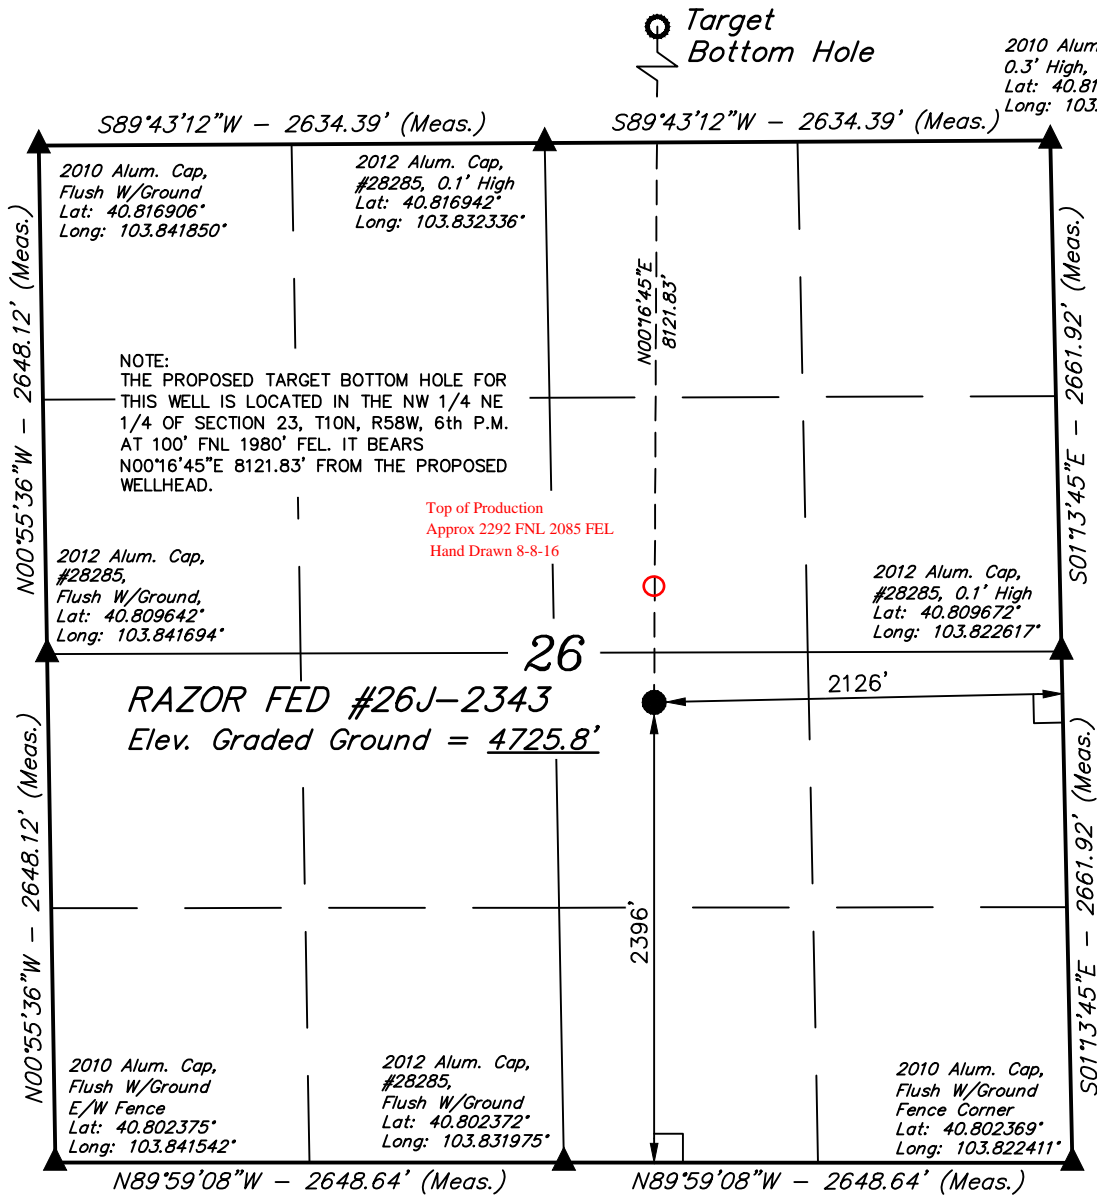 Target
Bottom Hole
2010 Alum
0.3' High,
Lat: 40.81
Long: 103.
S89°43'12"W – 2634.39' (Meas.)
S89°43'12"W – 2634.39' (Meas.)
2010 Alum. Cap,
Flush W/Ground
Lat: 40.816906°
Long: 103.841850°
2012 Alum. Cap,
#28285, 0.1' High
Lat: 40.816942°
Long: 103.832336°
N00°55'36"W – 2648.12' (Meas.)
N00°16'45"E
8121.83'
S01°13'45"E – 2661.92' (Meas.)
NOTE:
THE PROPOSED TARGET BOTTOM HOLE FOR
THIS WELL IS LOCATED IN THE NW 1/4 NE
1/4 OF SECTION 23, T10N, R58W, 6th P.M.
AT 100' FNL 1980' FEL. IT BEARS
N00°16'45"E 8121.83' FROM THE PROPOSED
WELLHEAD.
Top of Production
Approx 2292 FNL 2085 FEL
Hand Drawn 8-8-16
2012 Alum. Cap,
#28285,
Flush W/Ground,
Lat: 40.809642°
Long: 103.841694°
2012 Alum. Cap,
#28285, 0.1' High
Lat: 40.809672°
Long: 103.822617°
26
RAZOR FED #26J–2343
Elev. Graded Ground = 4725.8'
2126'
N00°55'36"W – 2648.12' (Meas.)
2396'
S01°13'45"E – 2661.92' (Meas.)
2010 Alum. Cap,
Flush W/Ground
E/W Fence
Lat: 40.802375°
Long: 103.841542°
2012 Alum. Cap,
#28285,
Flush W/Ground
Lat: 40.802372°
Long: 103.831975°
2010 Alum. Cap,
Flush W/Ground
Fence Corner
Lat: 40.802369°
Long: 103.822411°
N89°59'08"W – 2648.64' (Meas.)
N89°59'08"W – 2648.64' (Meas.)